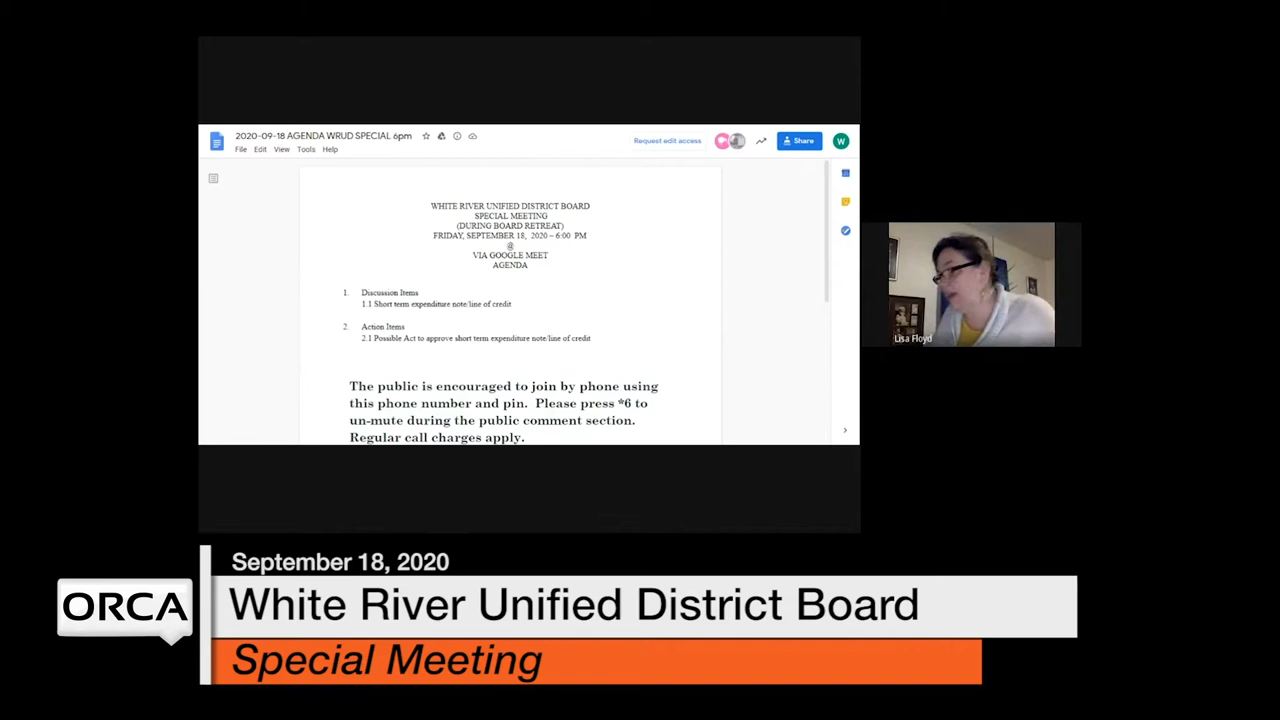 2020-09-18 AGENDA WRUD SPECIAL 6pm
File Edit View Tools Help
Request edit access
Share
W
WHITE RIVER UNIFIED DISTRICT BOARD
SPECIAL MEETING
(DURING BOARD RETREAT)
FRIDAY, SEPTEMBER 18, 2020 – 6:00 PM
@
VIA GOOGLE MEET
AGENDA
1. Discussion Items
1.1 Short term expenditure note/line of credit
2. Action Items
2.1 Possible Act to approve short term expenditure note/line of credit
The public is encouraged to join by phone using
this phone number and pin. Please press *6 to
un-mute during the public comment section.
Regular call charges apply.
Lisa Floyd
September 18, 2020
ORCA
White River Unified District Board
Special Meeting